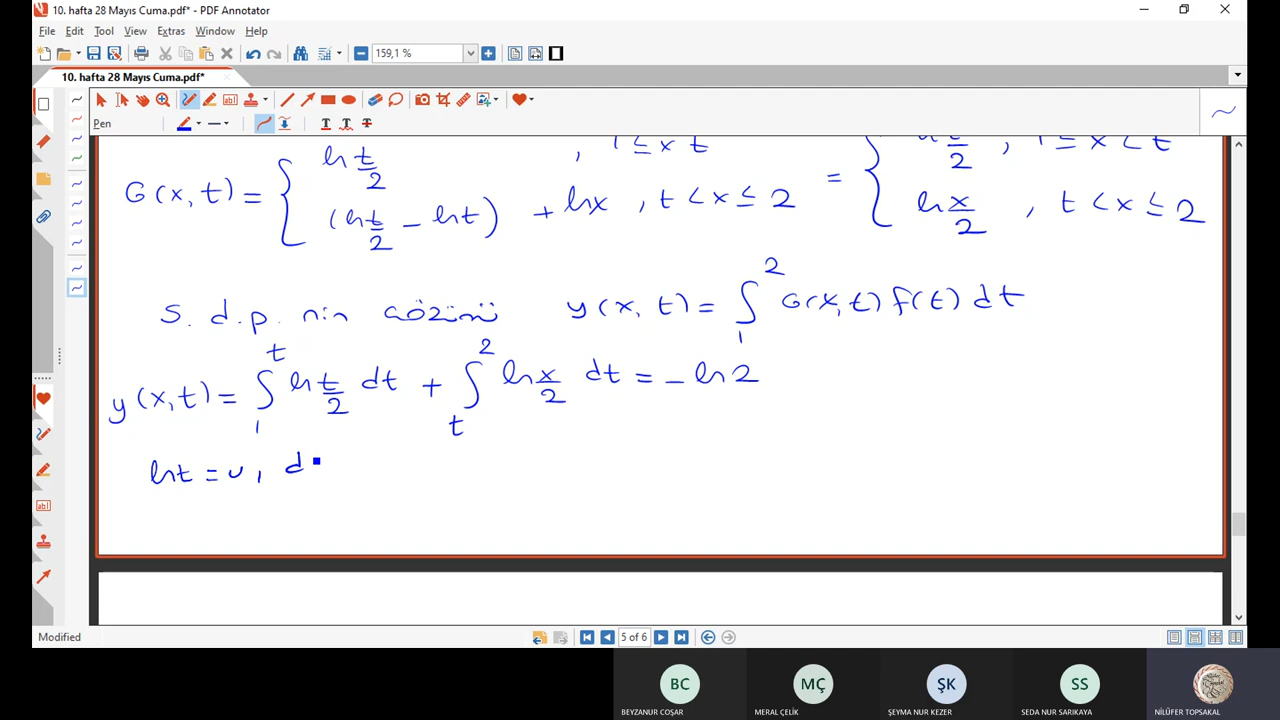 10. hafta 28 Mayıs Cuma.pdf* - PDF Annotator
File Edit Tool View Extras Window Help
159,1 %
10. hafta 28 Mayıs Cuma.pdf*
Pen
G(x,t) = { ln t/2 , 1 ≤ x < t = { ln t/2 , 1 ≤ x < t
(ln t/2 - ln t) + ln x , t < x ≤ 2 ln x/2 , t < x ≤ 2
s.d.p. nin çözümü y(x,t) = ∫₁² G(x,t) f(t) dt
y(x,t) = ∫₁ᵗ ln t/2 dt + ∫ₜ² ln x/2 dt = - ln 2
ln t = u, d
Modified
5 of 6
BC MÇ ŞK SS
BEYZANUR COŞAR MERAL ÇELİK ŞEYMA NUR KEZER SEDA NUR SARIKAYA NİLÜFER TOPSAKAL